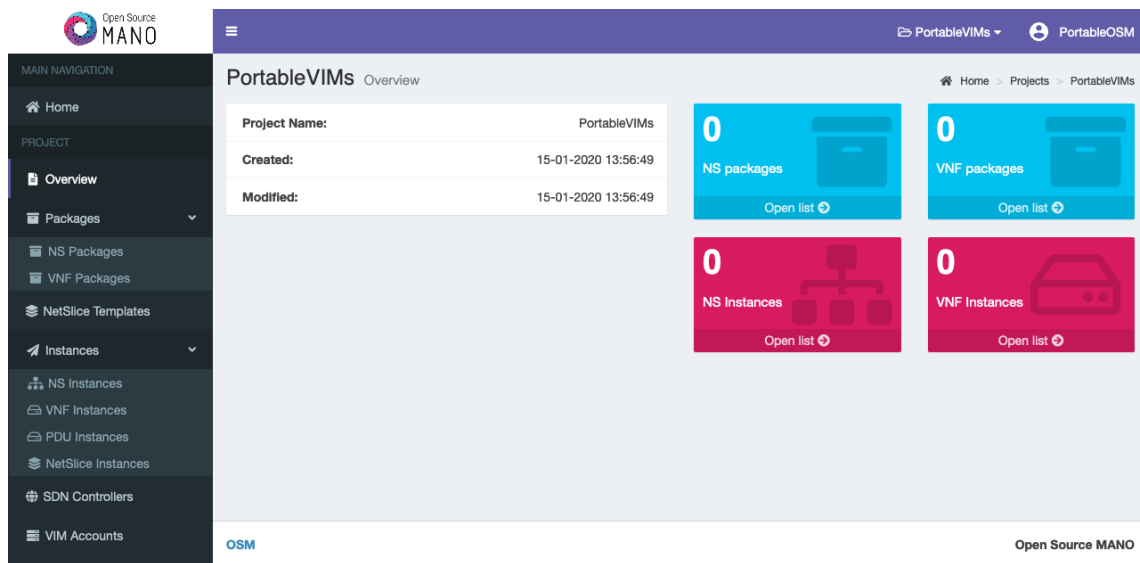 Open Source
MANO
PortableVIMs
PortableOSM
MAIN NAVIGATION
Home
PROJECT
Overview
Packages
NS Packages
VNF Packages
NetSlice Templates
Instances
NS Instances
VNF Instances
PDU Instances
NetSlice Instances
SDN Controllers
VIM Accounts
PortableVIMs Overview
Home > Projects > PortableVIMs
Project Name: PortableVIMs
Created: 15-01-2020 13:56:49
Modified: 15-01-2020 13:56:49
0
NS packages
Open list
0
VNF packages
Open list
0
NS Instances
Open list
0
VNF Instances
Open list
OSM
Open Source MANO